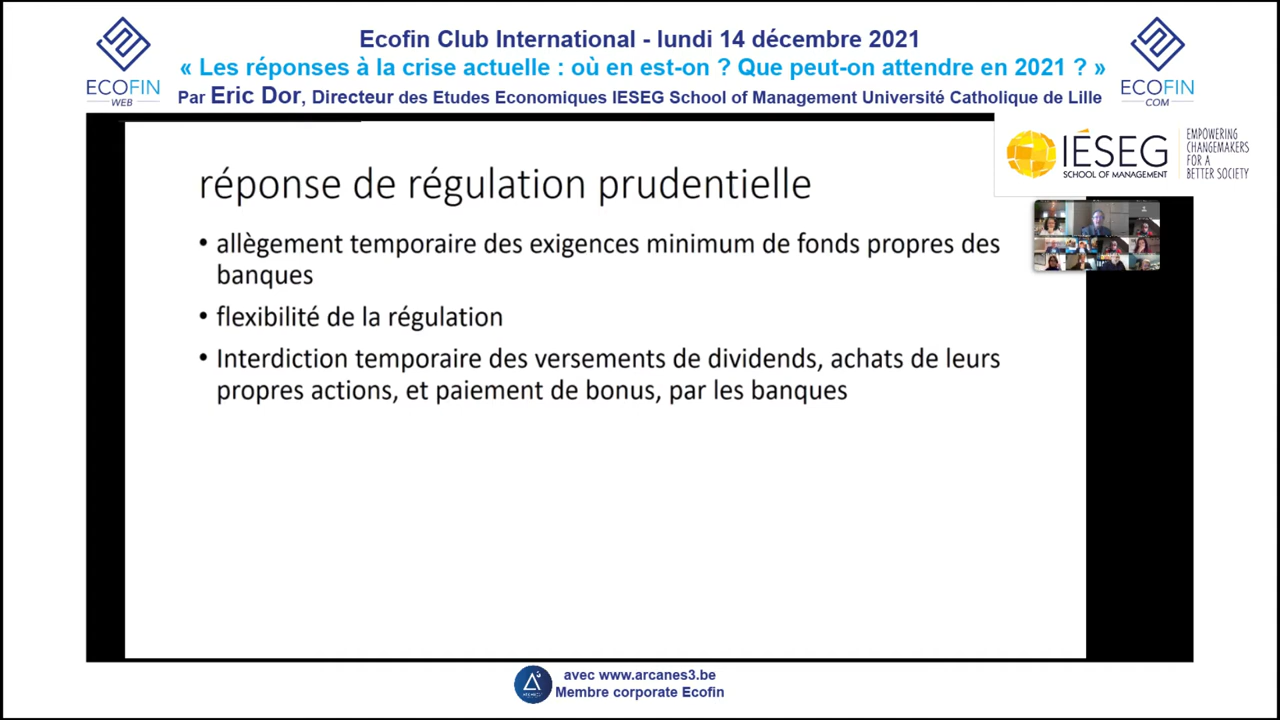 Ecofin Club International - lundi 14 décembre 2021
« Les réponses à la crise actuelle : où en est-on ? Que peut-on attendre en 2021 ? »
Par Eric Dor, Directeur des Etudes Economiques IESEG School of Management Université Catholique de Lille
ECOFIN
WEB
ECOFIN
COM
IÉSEG
SCHOOL OF MANAGEMENT
EMPOWERING
CHANGEMAKERS
FOR A
BETTER SOCIETY
réponse de régulation prudentielle
• allègement temporaire des exigences minimum de fonds propres des
banques
• flexibilité de la régulation
• Interdiction temporaire des versements de dividends, achats de leurs
propres actions, et paiement de bonus, par les banques
avec www.arcanes3.be
Membre corporate Ecofin